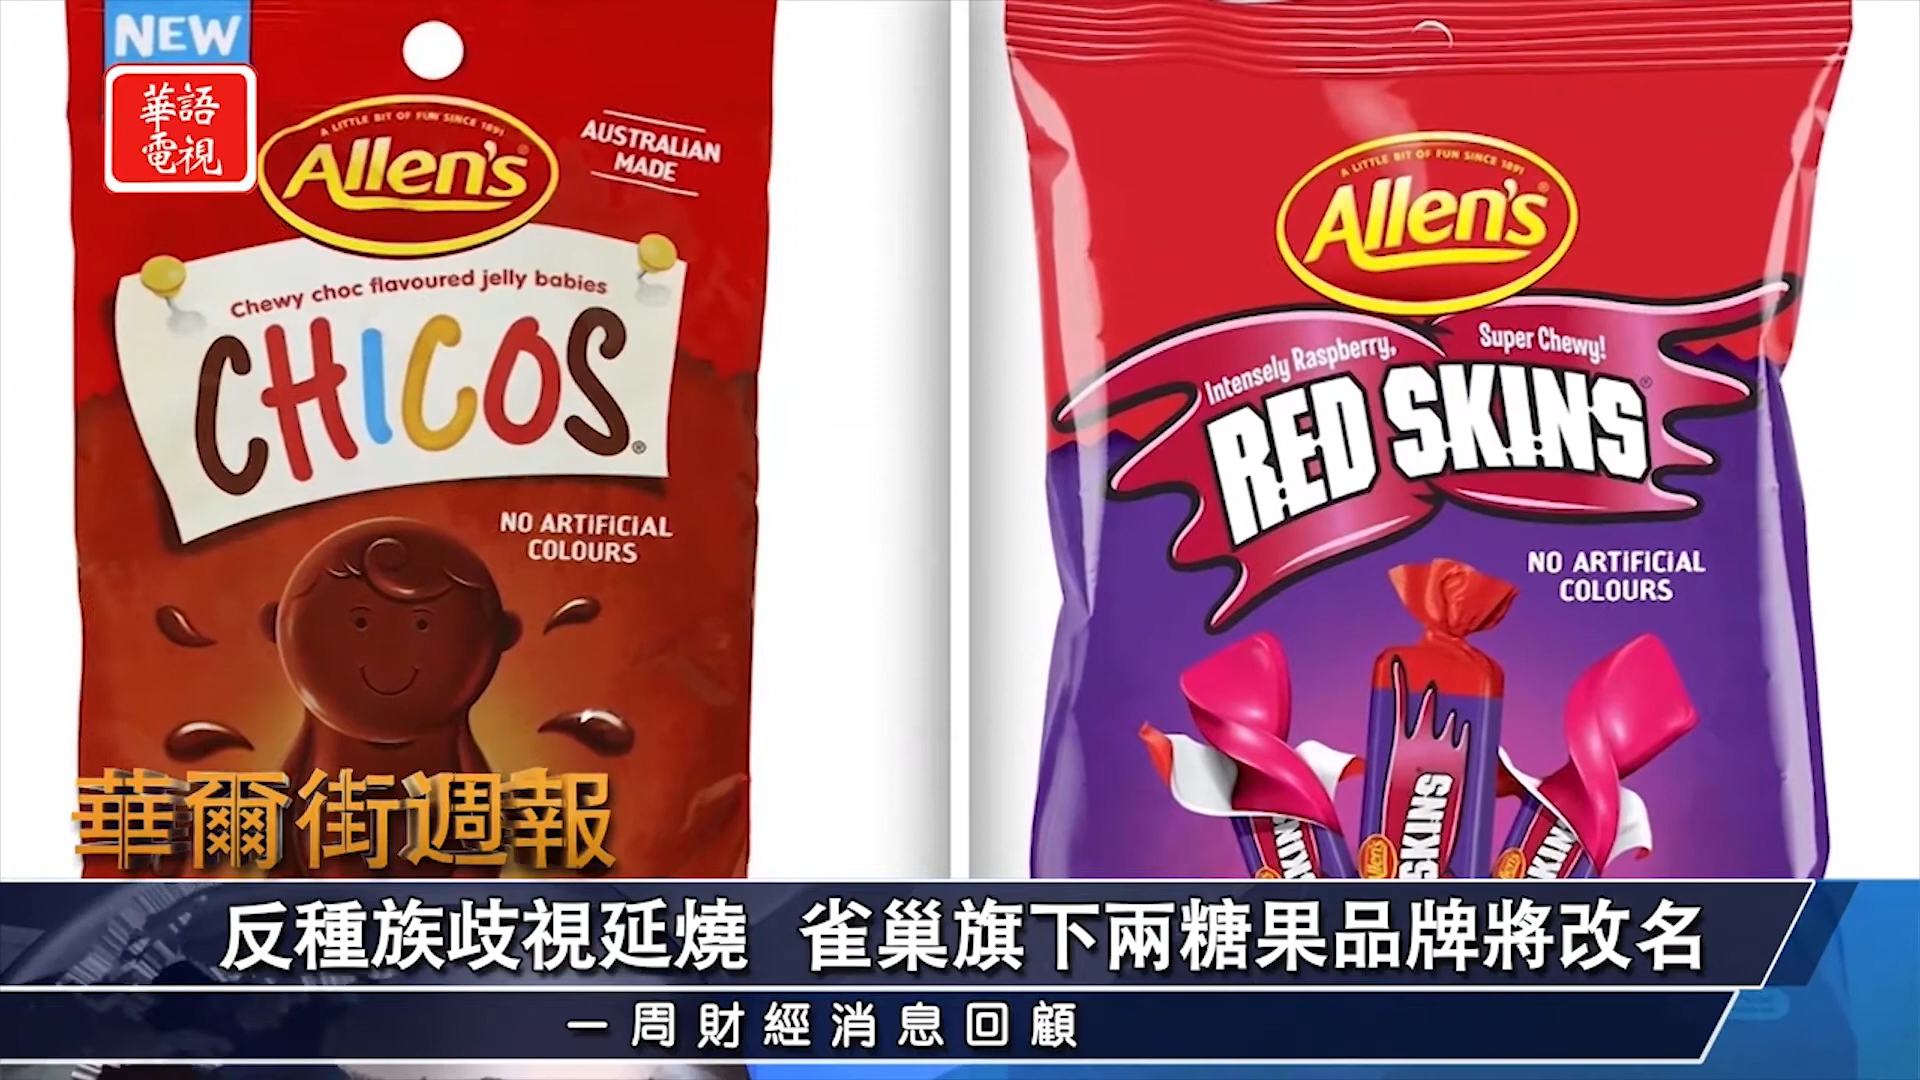 NEW
華語
電視
A LITTLE BIT OF FUN SINCE 1891
Allen's
AUSTRALIAN
MADE
Chewy choc flavoured jelly babies
CHICOS®
NO ARTIFICIAL
COLOURS
A LITTLE BIT OF FUN SINCE 1891
Allen's®
Intensely Raspberry,
Super Chewy!
RED SKINS®
NO ARTIFICIAL
COLOURS
SKINS
Allen's
華爾街週報
反種族歧視延燒 雀巢旗下兩糖果品牌將改名
一周財經消息回顧